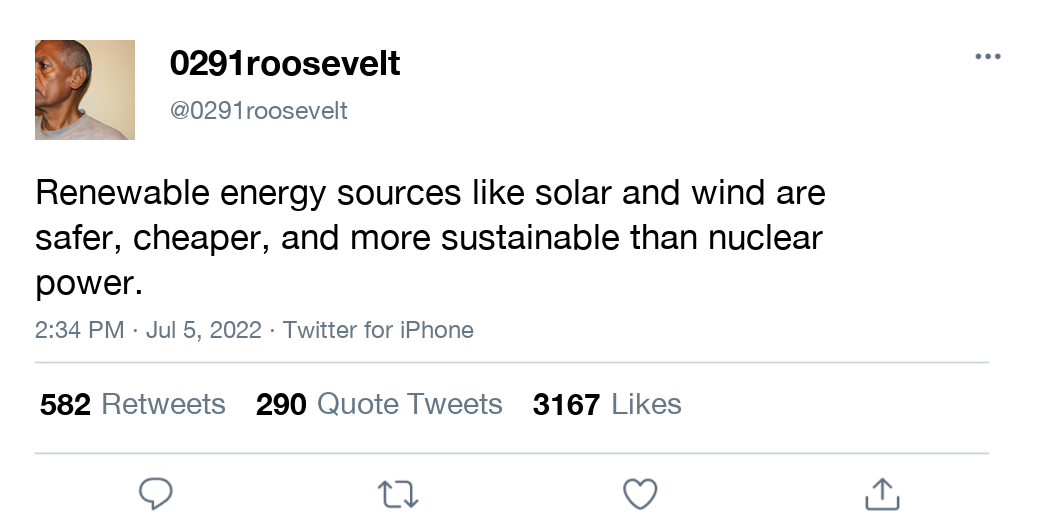 0291roosevelt
@0291roosevelt
Renewable energy sources like solar and wind are
safer, cheaper, and more sustainable than nuclear
power.
2:34 PM · Jul 5, 2022 · Twitter for iPhone
582 Retweets 290 Quote Tweets 3167 Likes